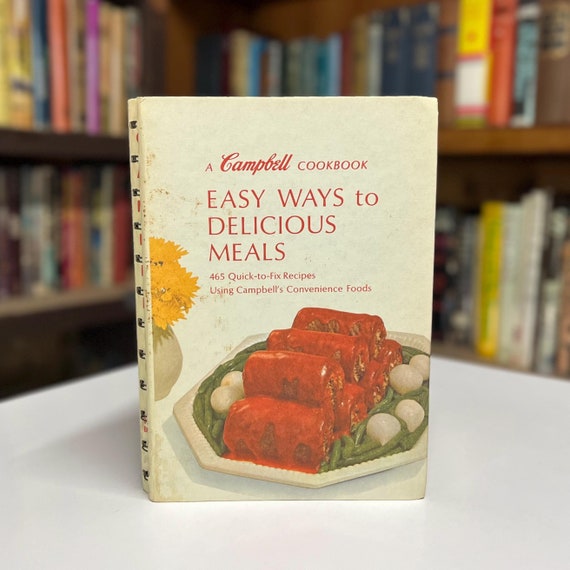 A Campbell COOKBOOK
EASY WAYS to
DELICIOUS
MEALS
465 Quick-to-Fix Recipes
Using Campbell's Convenience Foods